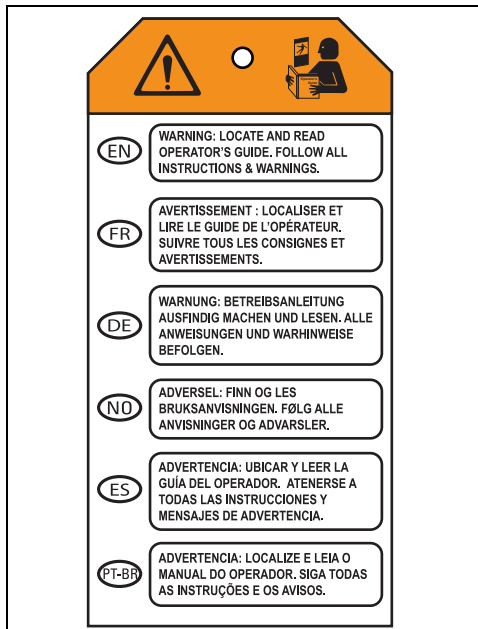 Operator's
Guide
EN
WARNING: LOCATE AND READ
OPERATOR'S GUIDE. FOLLOW ALL
INSTRUCTIONS & WARNINGS.
FR
AVERTISSEMENT : LOCALISER ET
LIRE LE GUIDE DE L'OPÉRATEUR.
SUIVRE TOUS LES CONSIGNES ET
AVERTISSEMENTS.
DE
WARNUNG: BETREIBSANLEITUNG
AUSFINDIG MACHEN UND LESEN. ALLE
ANWEISUNGEN UND WARHINWEISE
BEFOLGEN.
NO
ADVERSEL: FINN OG LES
BRUKSANVISNINGEN. FØLG ALLE
ANVISNINGER OG ADVARSLER.
ES
ADVERTENCIA: UBICAR Y LEER LA
GUÍA DEL OPERADOR. ATENERSE A
TODAS LAS INSTRUCCIONES Y
MENSAJES DE ADVERTENCIA.
PT-BR
ADVERTENCIA: LOCALIZE E LEIA O
MANUAL DO OPERADOR. SIGA TODAS
AS INSTRUÇÕES E OS AVISOS.